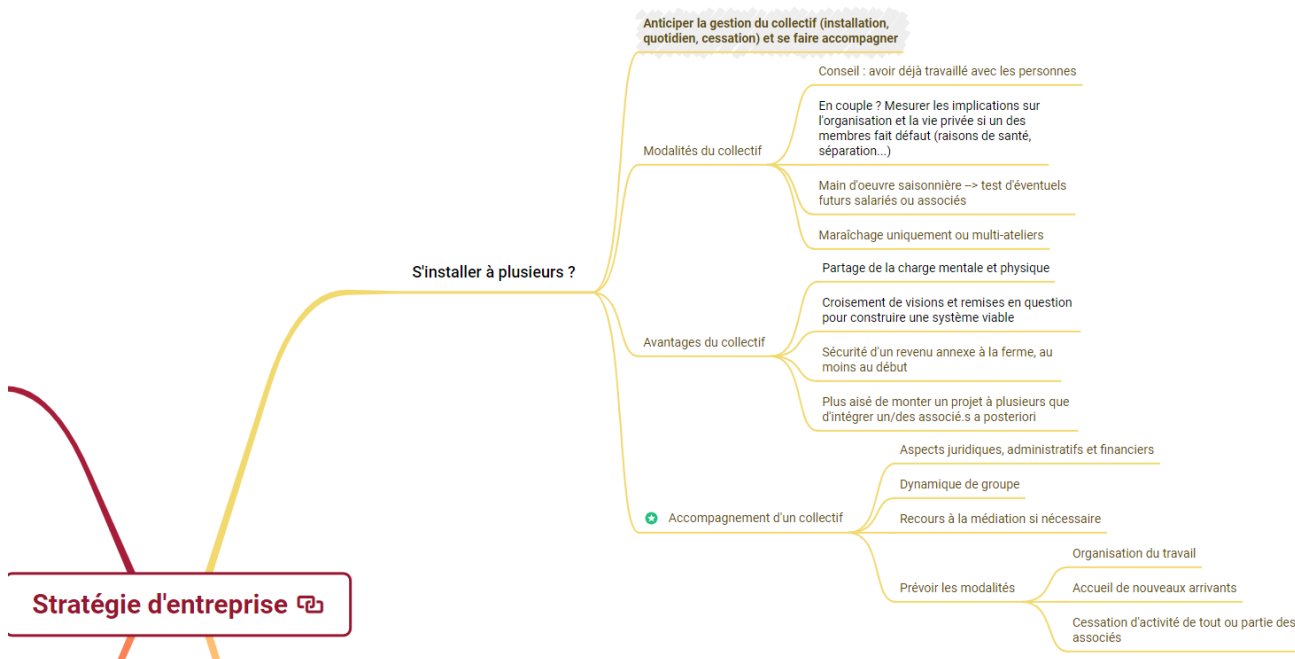 Anticiper la gestion du collectif (installation,
quotidien, cessation) et se faire accompagner
Conseil : avoir déjà travaillé avec les personnes
En couple ? Mesurer les implications sur
l'organisation et la vie privée si un des
membres fait défaut (raisons de santé,
séparation...)
Modalités du collectif
Main d'oeuvre saisonnière --> test d'éventuels
futurs salariés ou associés
Maraîchage uniquement ou multi-ateliers
S'installer à plusieurs ?
Partage de la charge mentale et physique
Croisement de visions et remises en question
pour construire une système viable
Avantages du collectif
Sécurité d'un revenu annexe à la ferme, au
moins au début
Plus aisé de monter un projet à plusieurs que
d'intégrer un/des associé.s a posteriori
Aspects juridiques, administratifs et financiers
Dynamique de groupe
Accompagnement d'un collectif
Recours à la médiation si nécessaire
Organisation du travail
Prévoir les modalités
Accueil de nouveaux arrivants
Cessation d'activité de tout ou partie des
associés
Stratégie d'entreprise